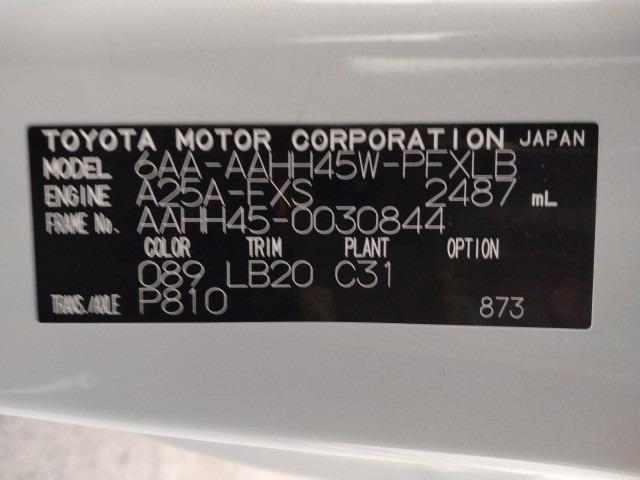 TOYOTA MOTOR CORPORATION JAPAN
MODEL 6AA-AAHH45W-PFXLB
ENGINE A25A-FXS 2487 mL
FRAME No. AAHH45-0030844
COLOR TRIM PLANT OPTION
089 LB20 C31
TRANS./AXLE P810 873